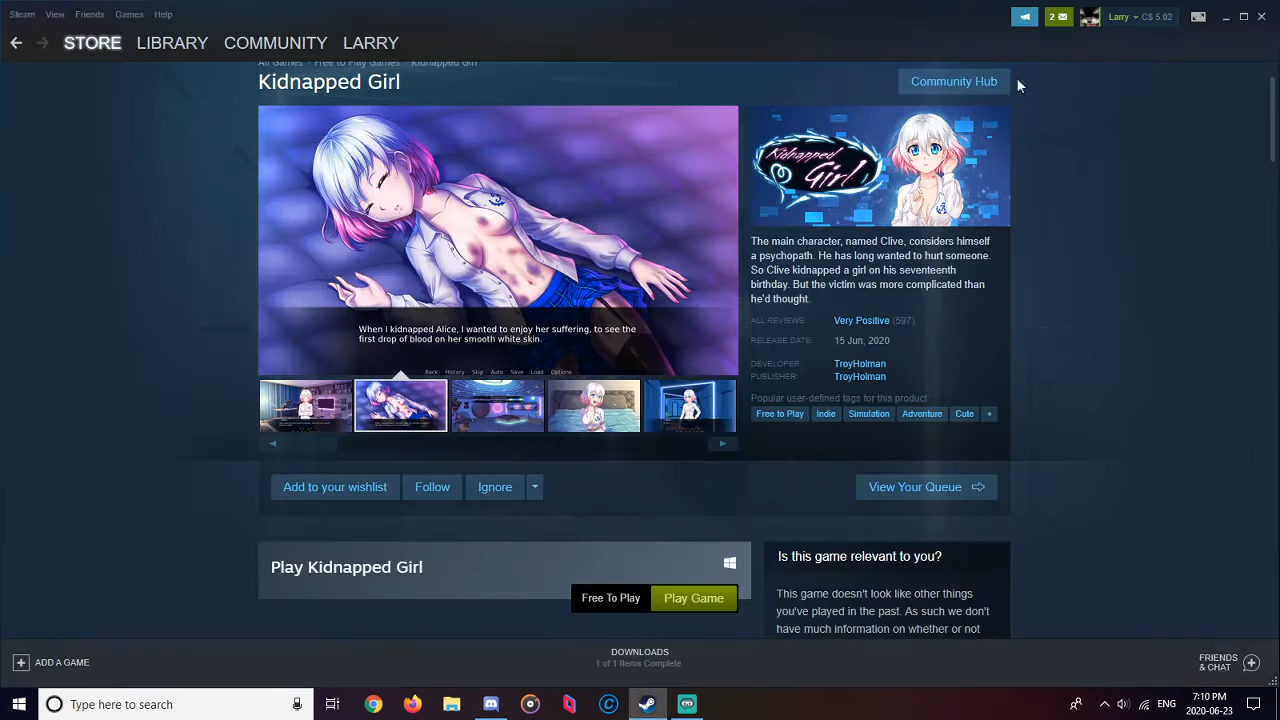 Steam View Friends Games Help
2
Larry C$ 5.02
STORE LIBRARY COMMUNITY LARRY
All Games Free to Play Games Kidnapped Girl
Kidnapped Girl
Community Hub
Kidnapped
Girl
The main character, named Clive, considers himself
a psychopath. He has long wanted to hurt someone.
So Clive kidnapped a girl on his seventeenth
birthday. But the victim was more complicated than
he'd thought.
When I kidnapped Alice, I wanted to enjoy her suffering, to see the
first drop of blood on her smooth white skin.
Back History Skip Auto Save Load Options
ALL REVIEWS: Very Positive (597)
RELEASE DATE: 15 Jun, 2020
DEVELOPER: TroyHolman
PUBLISHER: TroyHolman
Popular user-defined tags for this product
Free to Play Indie Simulation Adventure Cute +
Add to your wishlist Follow Ignore
View Your Queue
Play Kidnapped Girl
Free To Play Play Game
Is this game relevant to you?
This game doesn't look like other things
you've played in the past. As such we don't
have much information on whether or not
ADD A GAME
DOWNLOADS
1 of 1 Items Complete
FRIENDS
& CHAT
Type here to search
ENG
7:10 PM
2020-06-23